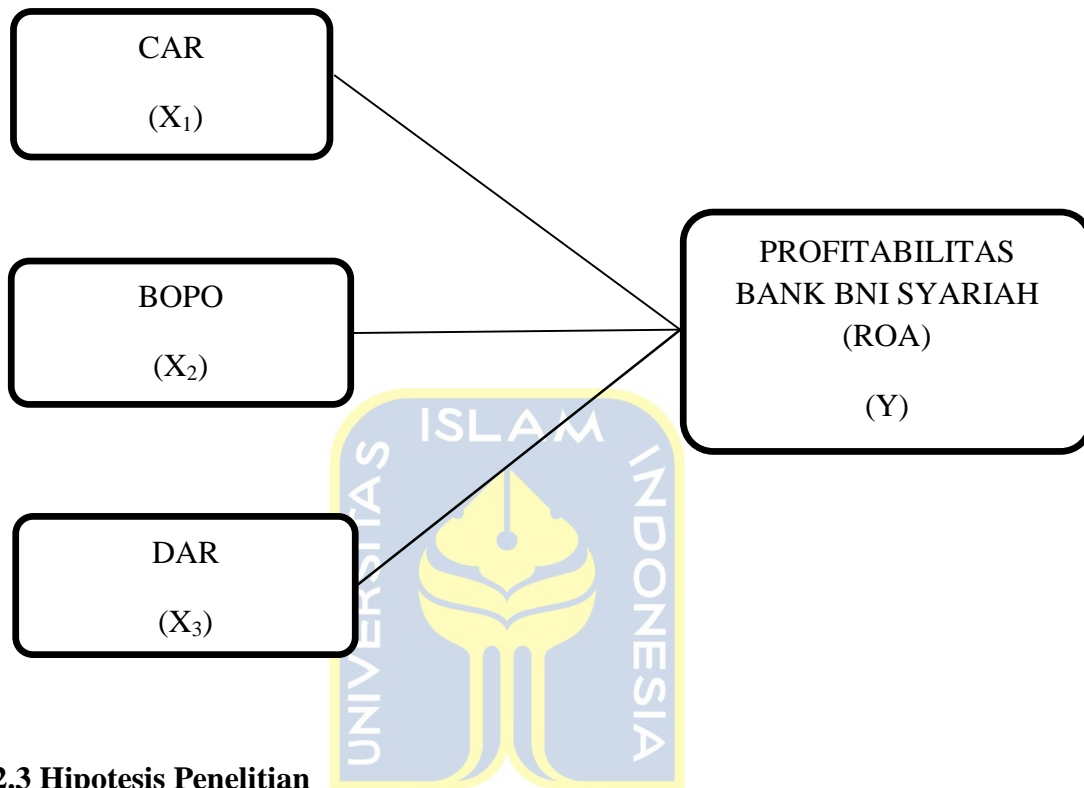 CAR
(X₁)
BOPO
(X₂)
DAR
(X₃)
PROFITABILITAS
BANK BNI SYARIAH
(ROA)
(Y)
UNIVERSITAS ISLAM INDONESIA
2.3 Hipotesis Penelitian